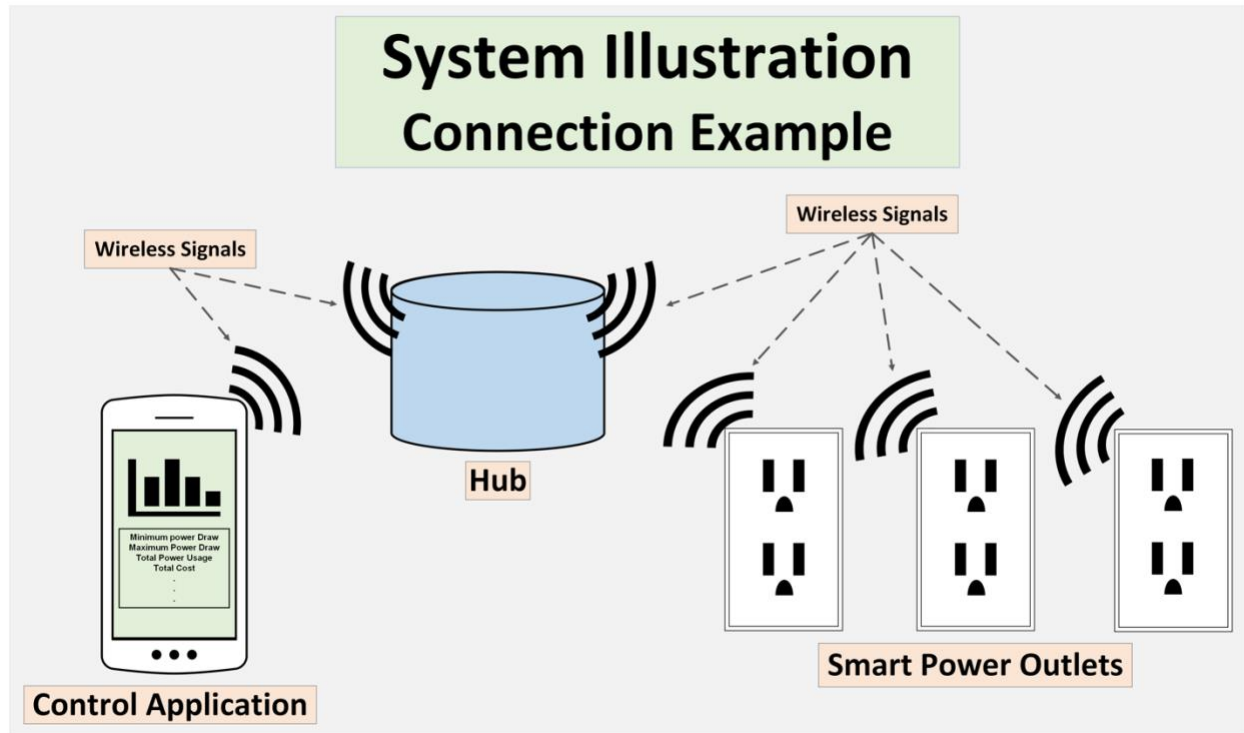 System Illustration
Connection Example
Wireless Signals
Wireless Signals
Hub
Minimum power Draw
Maximum Power Draw
Total Power Usage
Total Cost
.
.
.
Smart Power Outlets
Control Application